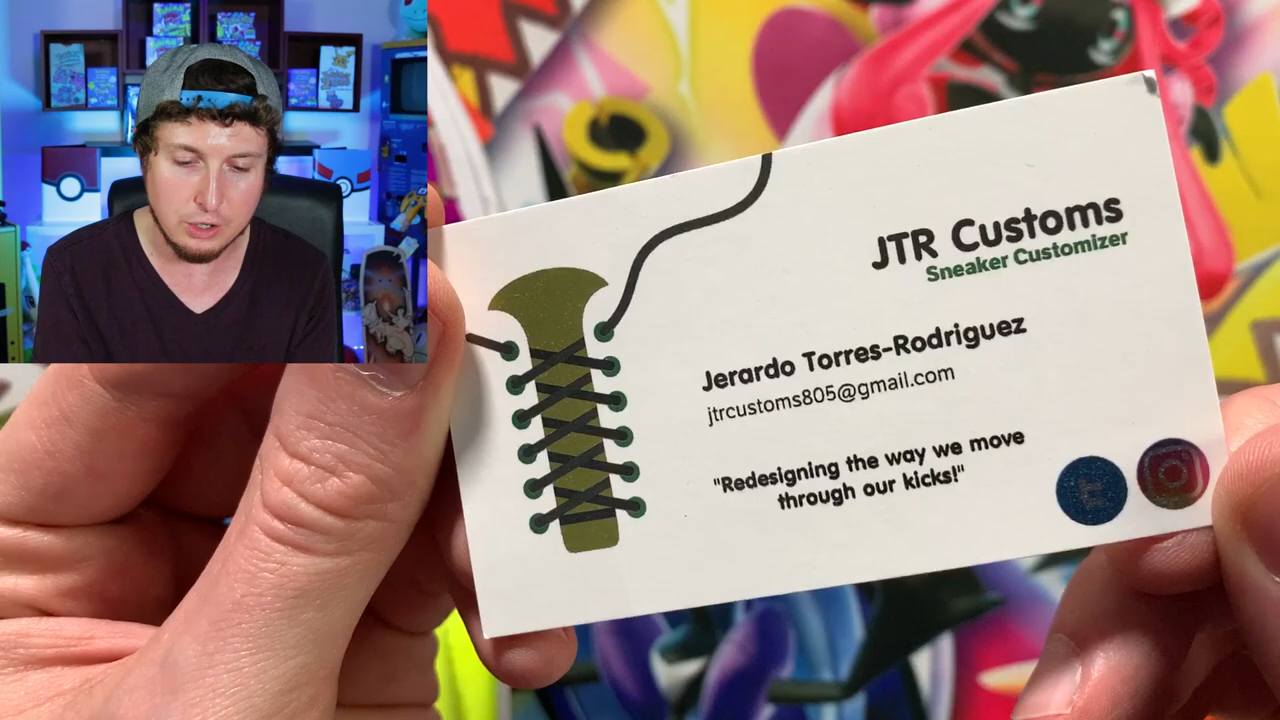 JTR Customs
Sneaker Customizer
Jerardo Torres-Rodriguez
jtrcustoms805@gmail.com
"Redesigning the way we move
through our kicks!"